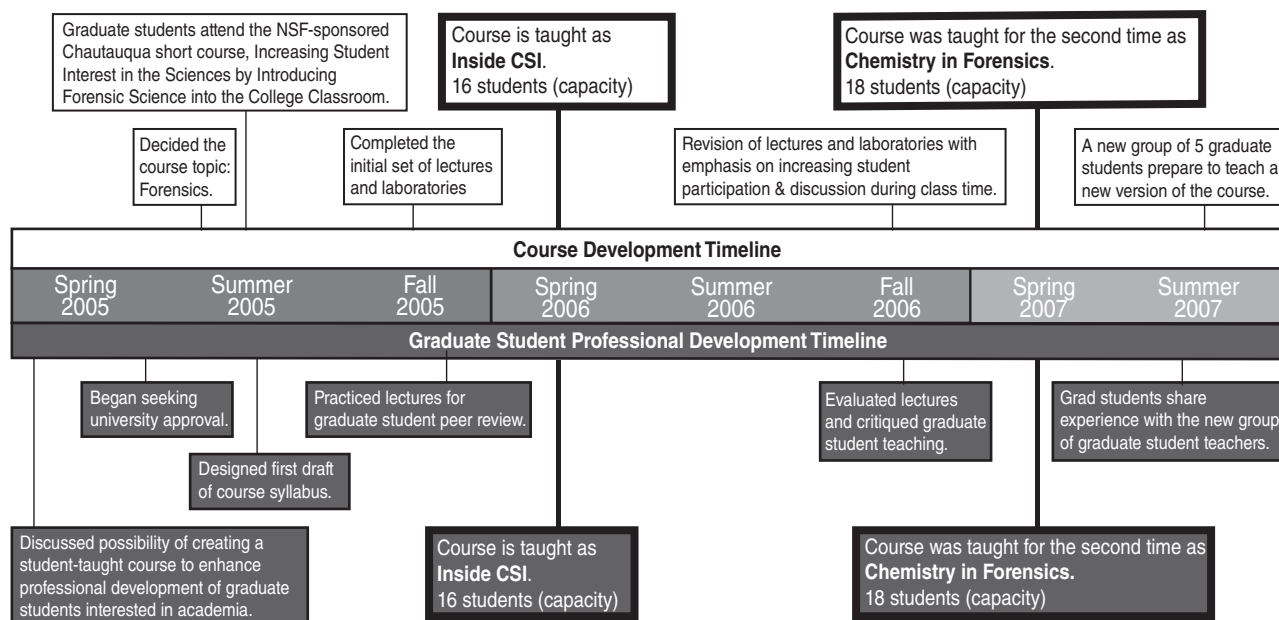 Graduate students attend the NSF-sponsored
Chautauqua short course, Increasing Student
Interest in the Sciences by Introducing
Forensic Science into the College Classroom.
Course is taught as
Inside CSI.
16 students (capacity)
Course was taught for the second time as
Chemistry in Forensics.
18 students (capacity)
Decided the
course topic:
Forensics.
Completed the
initial set of lectures
and laboratories
Revision of lectures and laboratories with
emphasis on increasing student
participation & discussion during class time.
A new group of 5 graduate
students prepare to teach a
new version of the course.
Course Development Timeline
Spring
2005
Summer
2005
Fall
2005
Spring
2006
Summer
2006
Fall
2006
Spring
2007
Summer
2007
Graduate Student Professional Development Timeline
Began seeking
university approval.
Practiced lectures for
graduate student peer review.
Evaluated lectures
and critiqued graduate
student teaching.
Grad students share
experience with the new group
of graduate student teachers.
Designed first draft
of course syllabus.
Discussed possibility of creating a
student-taught course to enhance
professional development of graduate
students interested in academia.
Course is taught as
Inside CSI.
16 students (capacity)
Course was taught for the second time as
Chemistry in Forensics.
18 students (capacity)